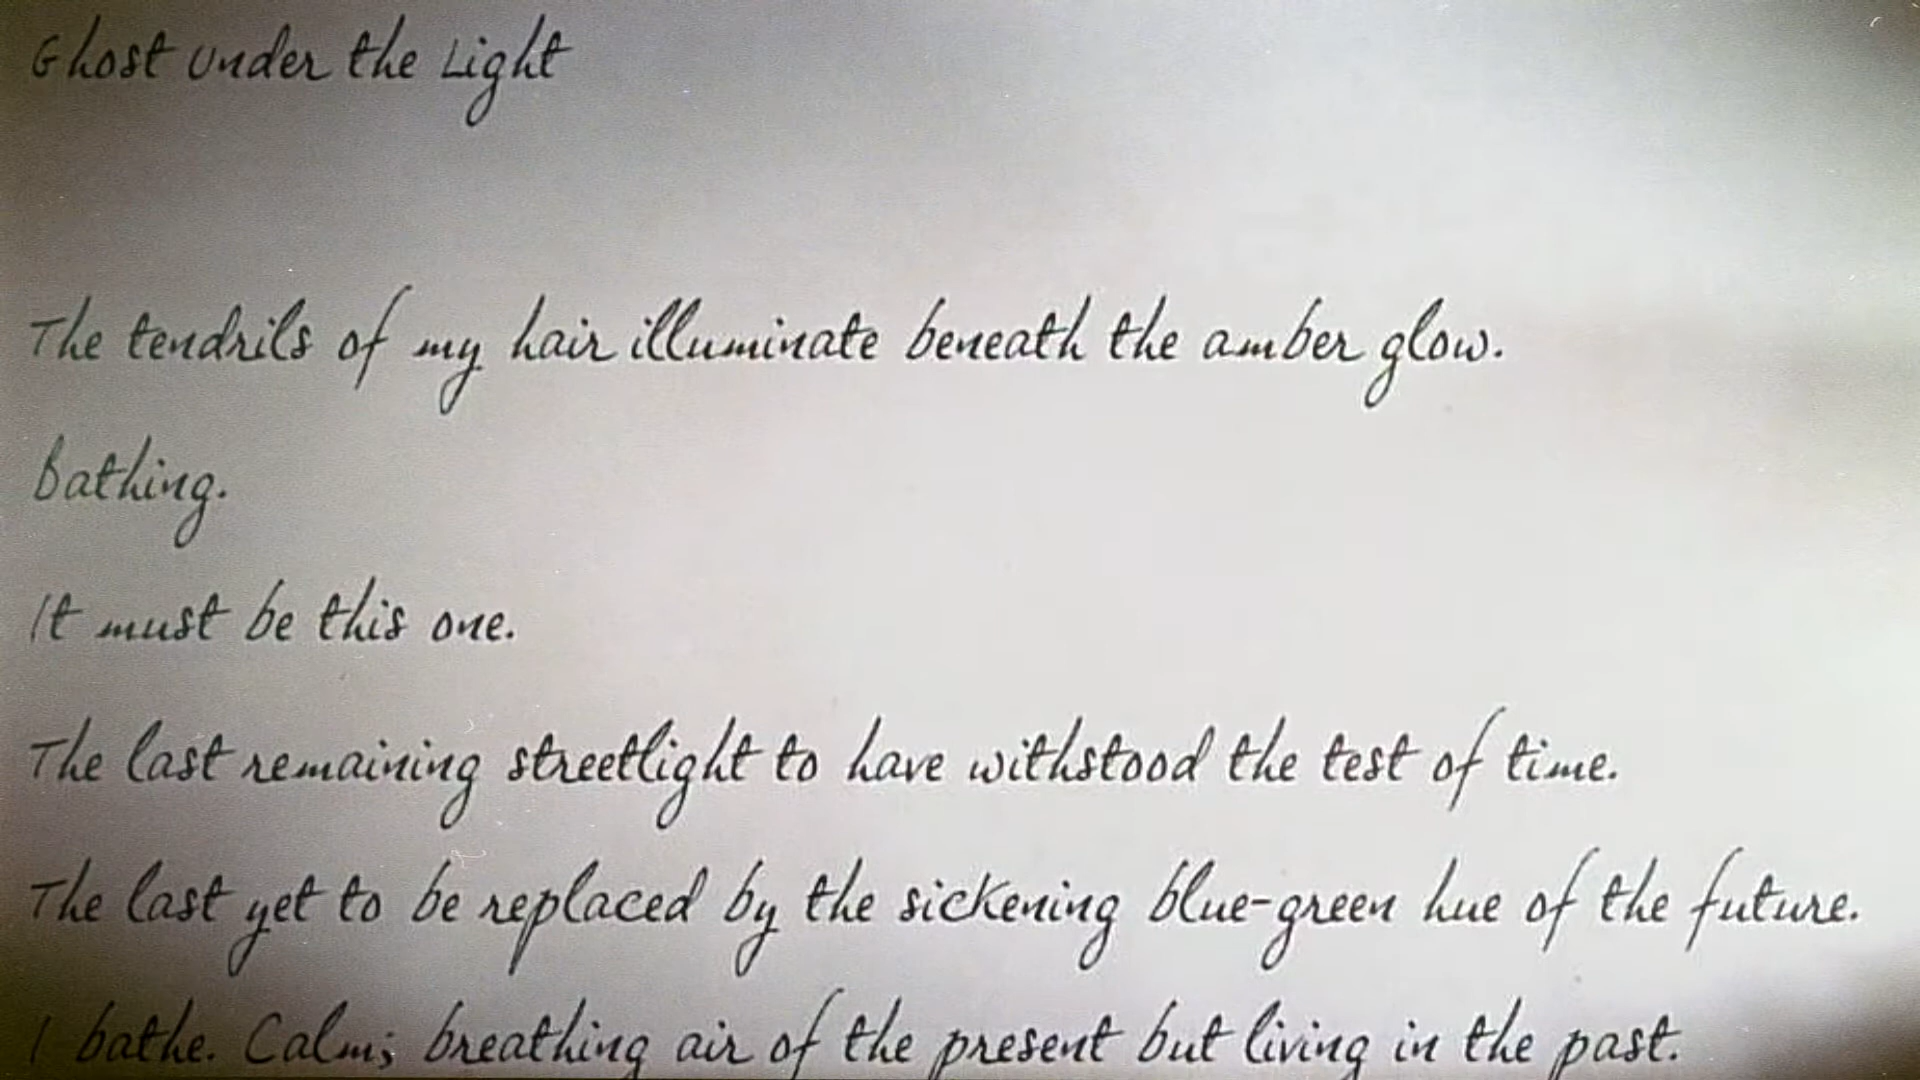 Ghost Under the Light
The tendrils of my hair illuminate beneath the amber glow.
Bathing.
It must be this one.
The last remaining streetlight to have withstood the test of time.
The last yet to be replaced by the sickening blue-green hue of the future.
I bathe. Calm; breathing air of the present but living in the past.